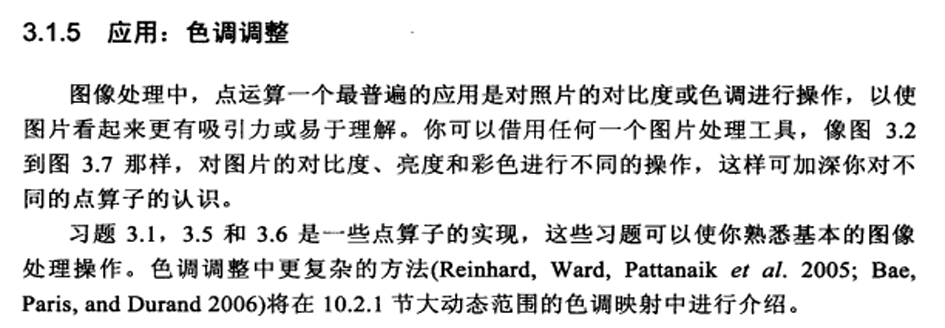 3.1.5 应用：色调调整
图像处理中，点运算一个最普遍的应用是对照片的对比度或色调进行操作，以使
图片看起来更有吸引力或易于理解。你可以借用任何一个图片处理工具，像图 3.2
到图 3.7 那样，对图片的对比度、亮度和彩色进行不同的操作，这样可加深你对不
同的点算子的认识。
习题 3.1，3.5 和 3.6 是一些点算子的实现，这些习题可以使你熟悉基本的图像
处理操作。色调调整中更复杂的方法(Reinhard, Ward, Pattanaik et al. 2005; Bae,
Paris, and Durand 2006)将在 10.2.1 节大动态范围的色调映射中进行介绍。